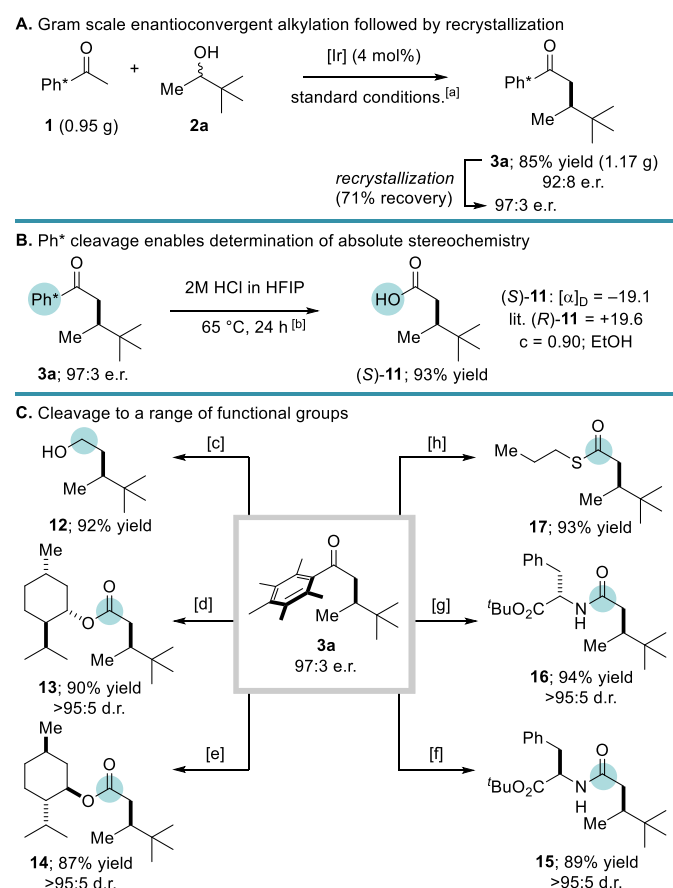 A. Gram scale enantioconvergent alkylation followed by recrystallization
O
Ph*
+
OH
Me
[Ir] (4 mol%)
standard conditions.[a]
O
Ph*
Me
1 (0.95 g)
2a
3a; 85% yield (1.17 g)
92:8 e.r.
recrystallization
(71% recovery)
97:3 e.r.
B. Ph* cleavage enables determination of absolute stereochemistry
O
Ph*
Me
2M HCl in HFIP
65 °C, 24 h [b]
O
HO
Me
(S)-11: [α]D = –19.1
lit. (R)-11 = +19.6
c = 0.90; EtOH
3a; 97:3 e.r.
(S)-11; 93% yield
C. Cleavage to a range of functional groups
HO
Me
12; 92% yield
[c]
[h]
O
Me
S
Me
17; 93% yield
Me
O
O
Me
13; 90% yield
>95:5 d.r.
[d]
O
Me
3a
97:3 e.r.
[g]
Ph
O
tBuO2C
N
H
Me
16; 94% yield
>95:5 d.r.
Me
O
O
Me
14; 87% yield
>95:5 d.r.
[e]
[f]
Ph
O
tBuO2C
N
H
Me
15; 89% yield
>95:5 d.r.